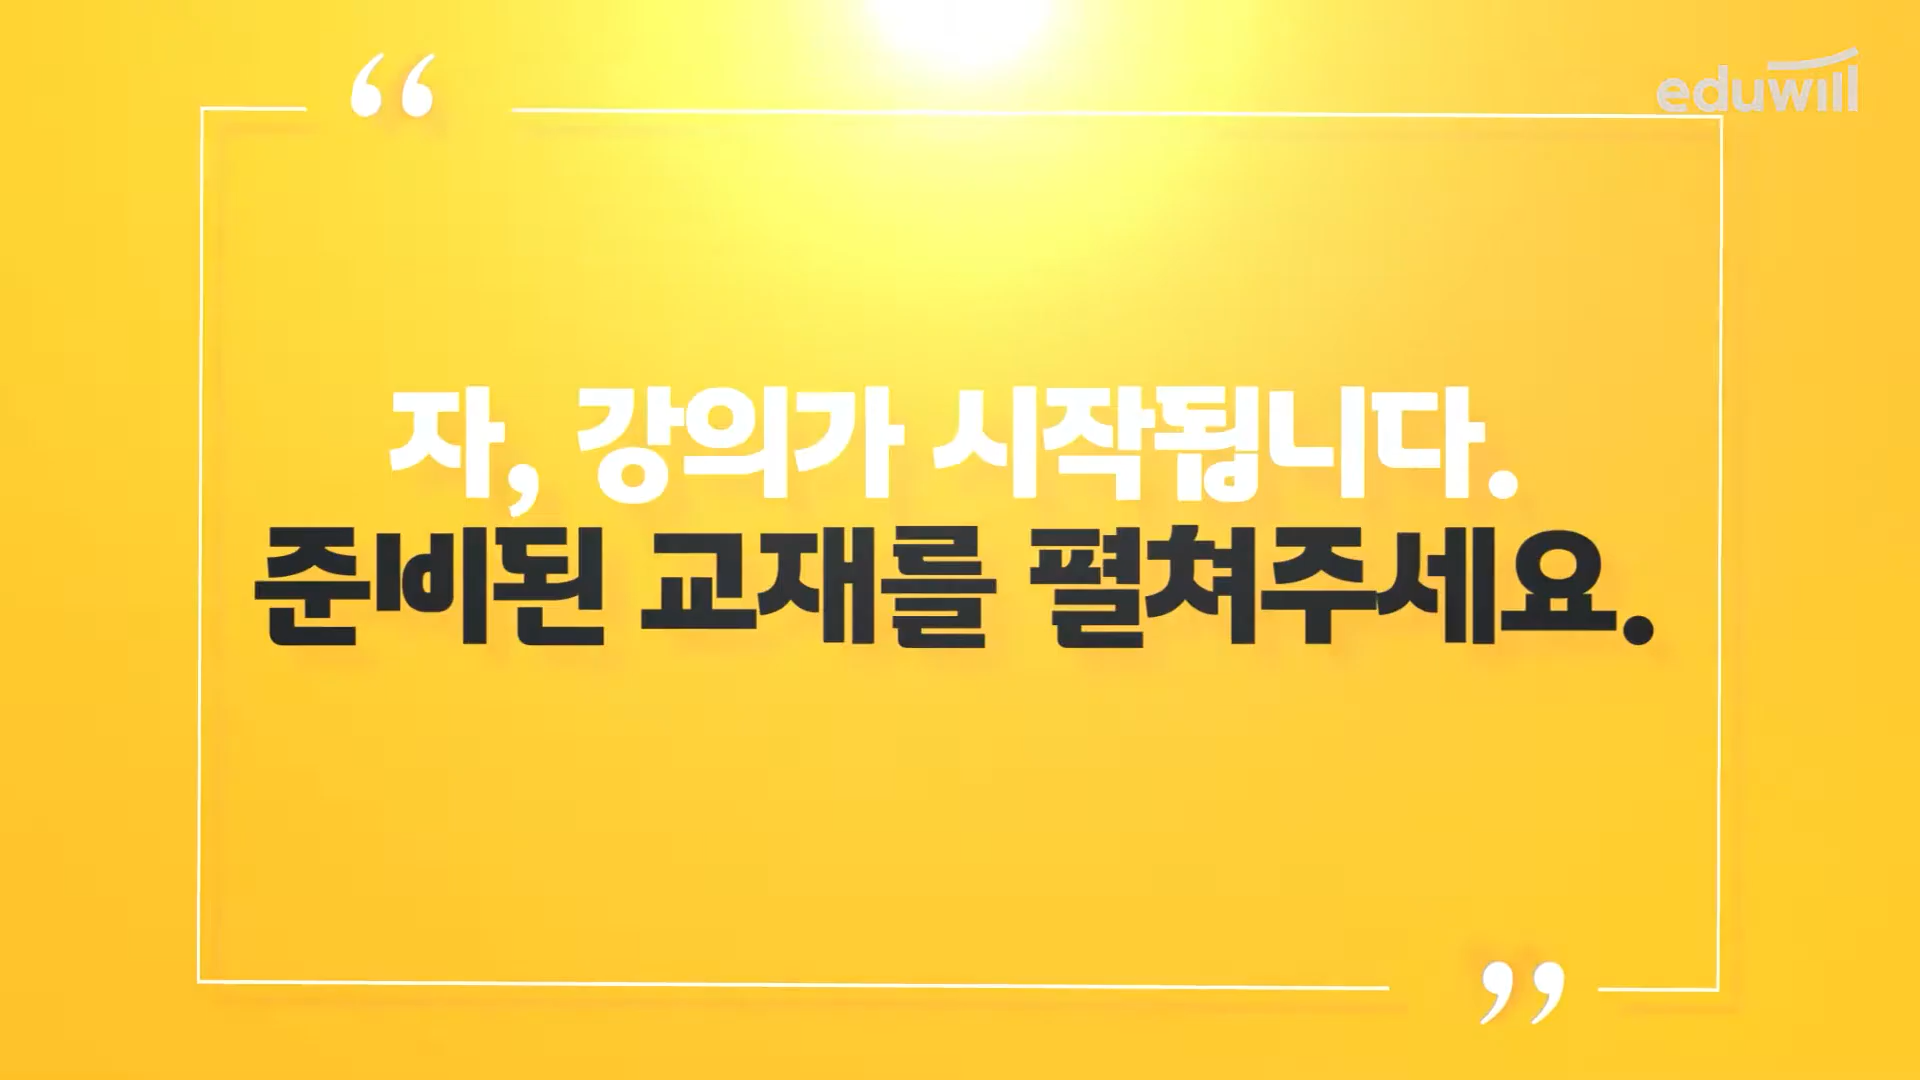 eduwill
“
자, 강의가 시작됩니다.
준비된 교재를 펼쳐주세요.
”